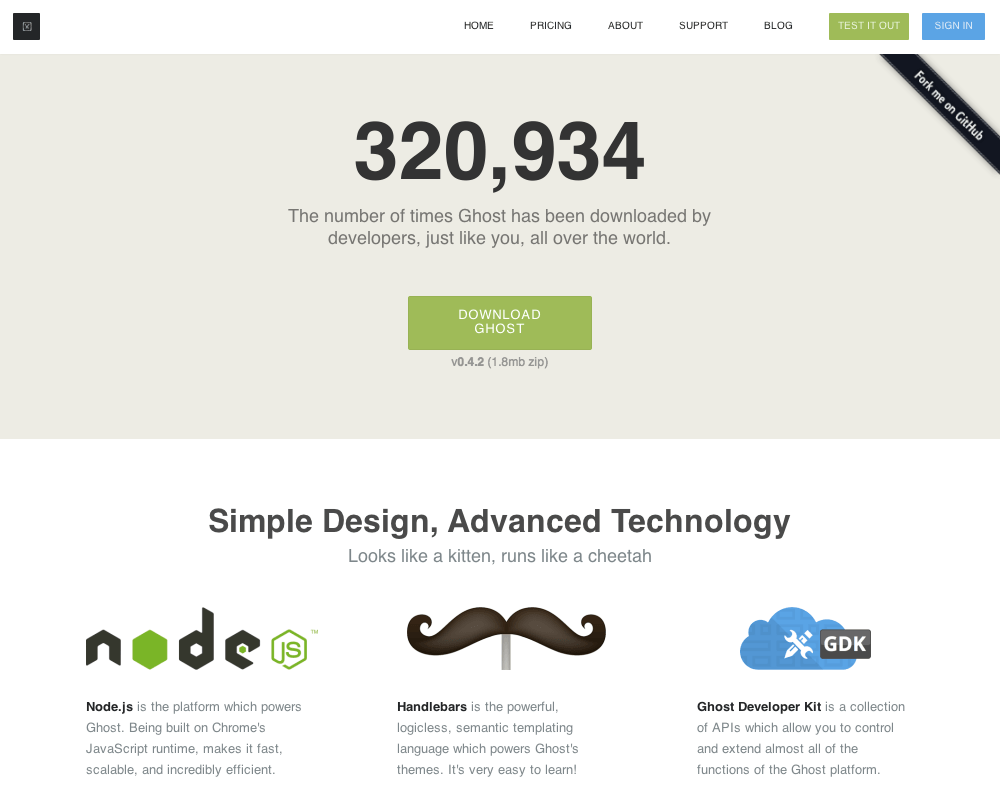 HOME PRICING ABOUT SUPPORT BLOG TEST IT OUT SIGN IN
Fork me on GitHub
320,934
The number of times Ghost has been downloaded by
developers, just like you, all over the world.
DOWNLOAD
GHOST
v0.4.2 (1.8mb zip)
Simple Design, Advanced Technology
Looks like a kitten, runs like a cheetah
node JS ™
GDK
Node.js is the platform which powers
Ghost. Being built on Chrome's
JavaScript runtime, makes it fast,
scalable, and incredibly efficient.
Handlebars is the powerful,
logicless, semantic templating
language which powers Ghost's
themes. It's very easy to learn!
Ghost Developer Kit is a collection
of APIs which allow you to control
and extend almost all of the
functions of the Ghost platform.